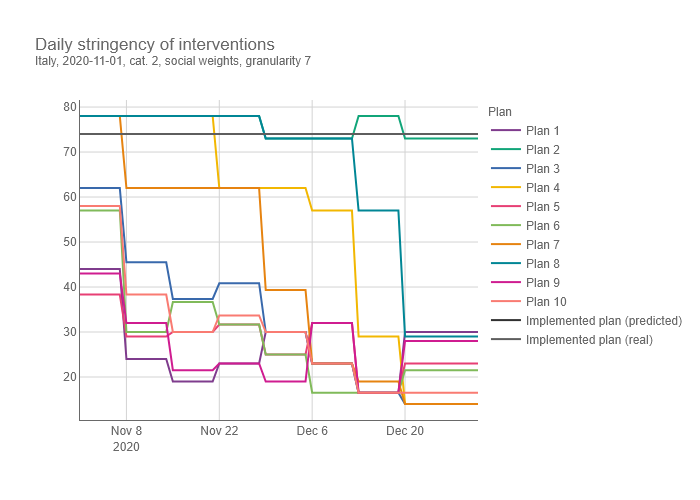 Daily stringency of interventions
Italy, 2020-11-01, cat. 2, social weights, granularity 7
80
70
60
50
40
30
20
Nov 8
2020
Nov 22
Dec 6
Dec 20
Plan
Plan 1
Plan 2
Plan 3
Plan 4
Plan 5
Plan 6
Plan 7
Plan 8
Plan 9
Plan 10
Implemented plan (predicted)
Implemented plan (real)